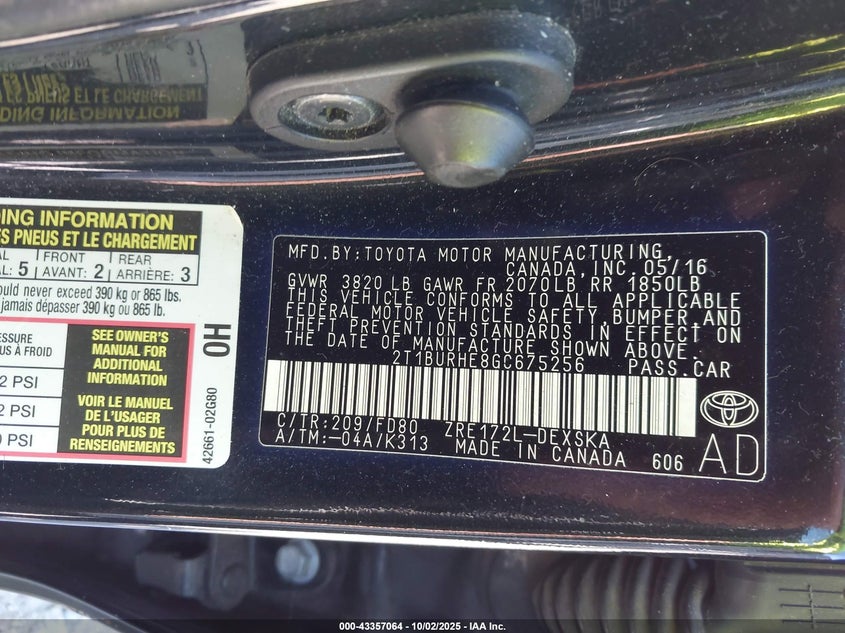 DING INFORMATION
ES PNEUS ET LE CHARGEMENT
AL FRONT REAR
AL: 5 AVANT: 2 ARRIÈRE: 3
ould never exceed 390 kg or 865 lbs.
jamais dépasser 390 kg ou 865 lb.
ESSURE
US À FROID
2 PSI
2 PSI
0 PSI
SEE OWNER'S
MANUAL FOR
ADDITIONAL
INFORMATION
VOIR LE MANUEL
DE L'USAGER
POUR PLUS DE
RENSEIGNEMENTS
OH
42661-02G80
MFD.BY:TOYOTA MOTOR MANUFACTURING,
CANADA,INC.05/16
GVWR 3820 LB GAWR FR 2070LB,RR 1850LB
THIS VEHICLE CONFORMS TO ALL APPLICABLE
FEDERAL MOTOR VEHICLE SAFETY,BUMPER AND
THEFT PREVENTION STANDARDS IN EFFECT ON
THE DATE OF MANUFACTURE SHOWN ABOVE.
2T1BURHE8GC675256 PASS.CAR
C/TR:209/FD80 ZRE172L-DEXSKA
A/TM:-04A/K313 MADE IN CANADA 606
AD
000-43357064 - 10/02/2025 - IAA Inc.